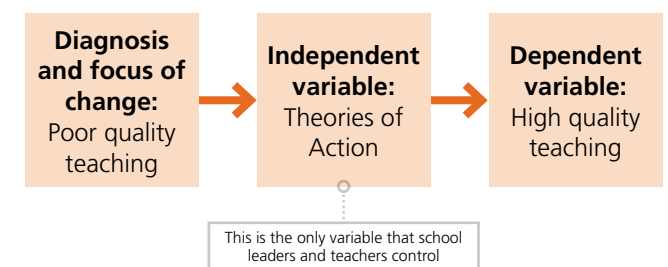 Diagnosis
and focus of
change:
Poor quality
teaching
Independent
variable:
Theories of
Action
Dependent
variable:
High quality
teaching
This is the only variable that school
leaders and teachers control